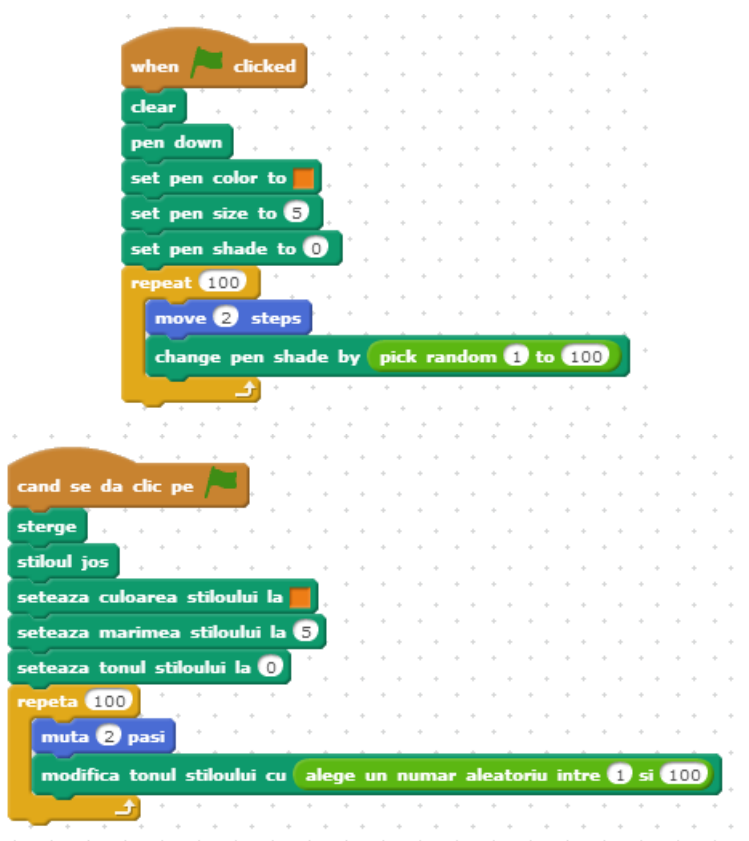 when clicked
clear
pen down
set pen color to
set pen size to 5
set pen shade to 0
repeat 100
move 2 steps
change pen shade by pick random 1 to 100
cand se da clic pe
sterge
stiloul jos
seteaza culoarea stiloului la
seteaza marimea stiloului la 5
seteaza tonul stiloului la 0
repeta 100
muta 2 pasi
modifica tonul stiloului cu alege un numar aleatoriu intre 1 si 100